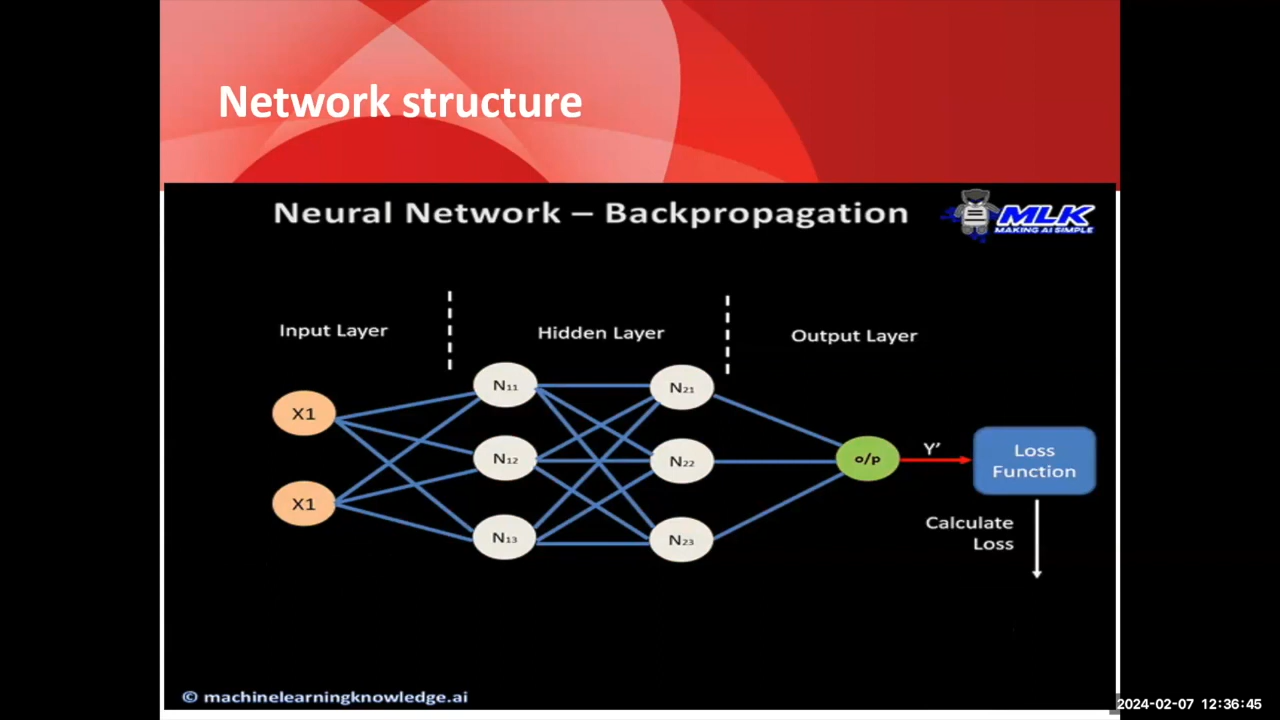 Network structure
Neural Network – Backpropagation
MLK
MAKING AI SIMPLE
Input Layer
Hidden Layer
Output Layer
X1
X1
N11
N12
N13
N21
N22
N23
o/p
Y’
Loss
Function
Calculate
Loss
© machinelearningknowledge.ai
2024-02-07 12:36:45